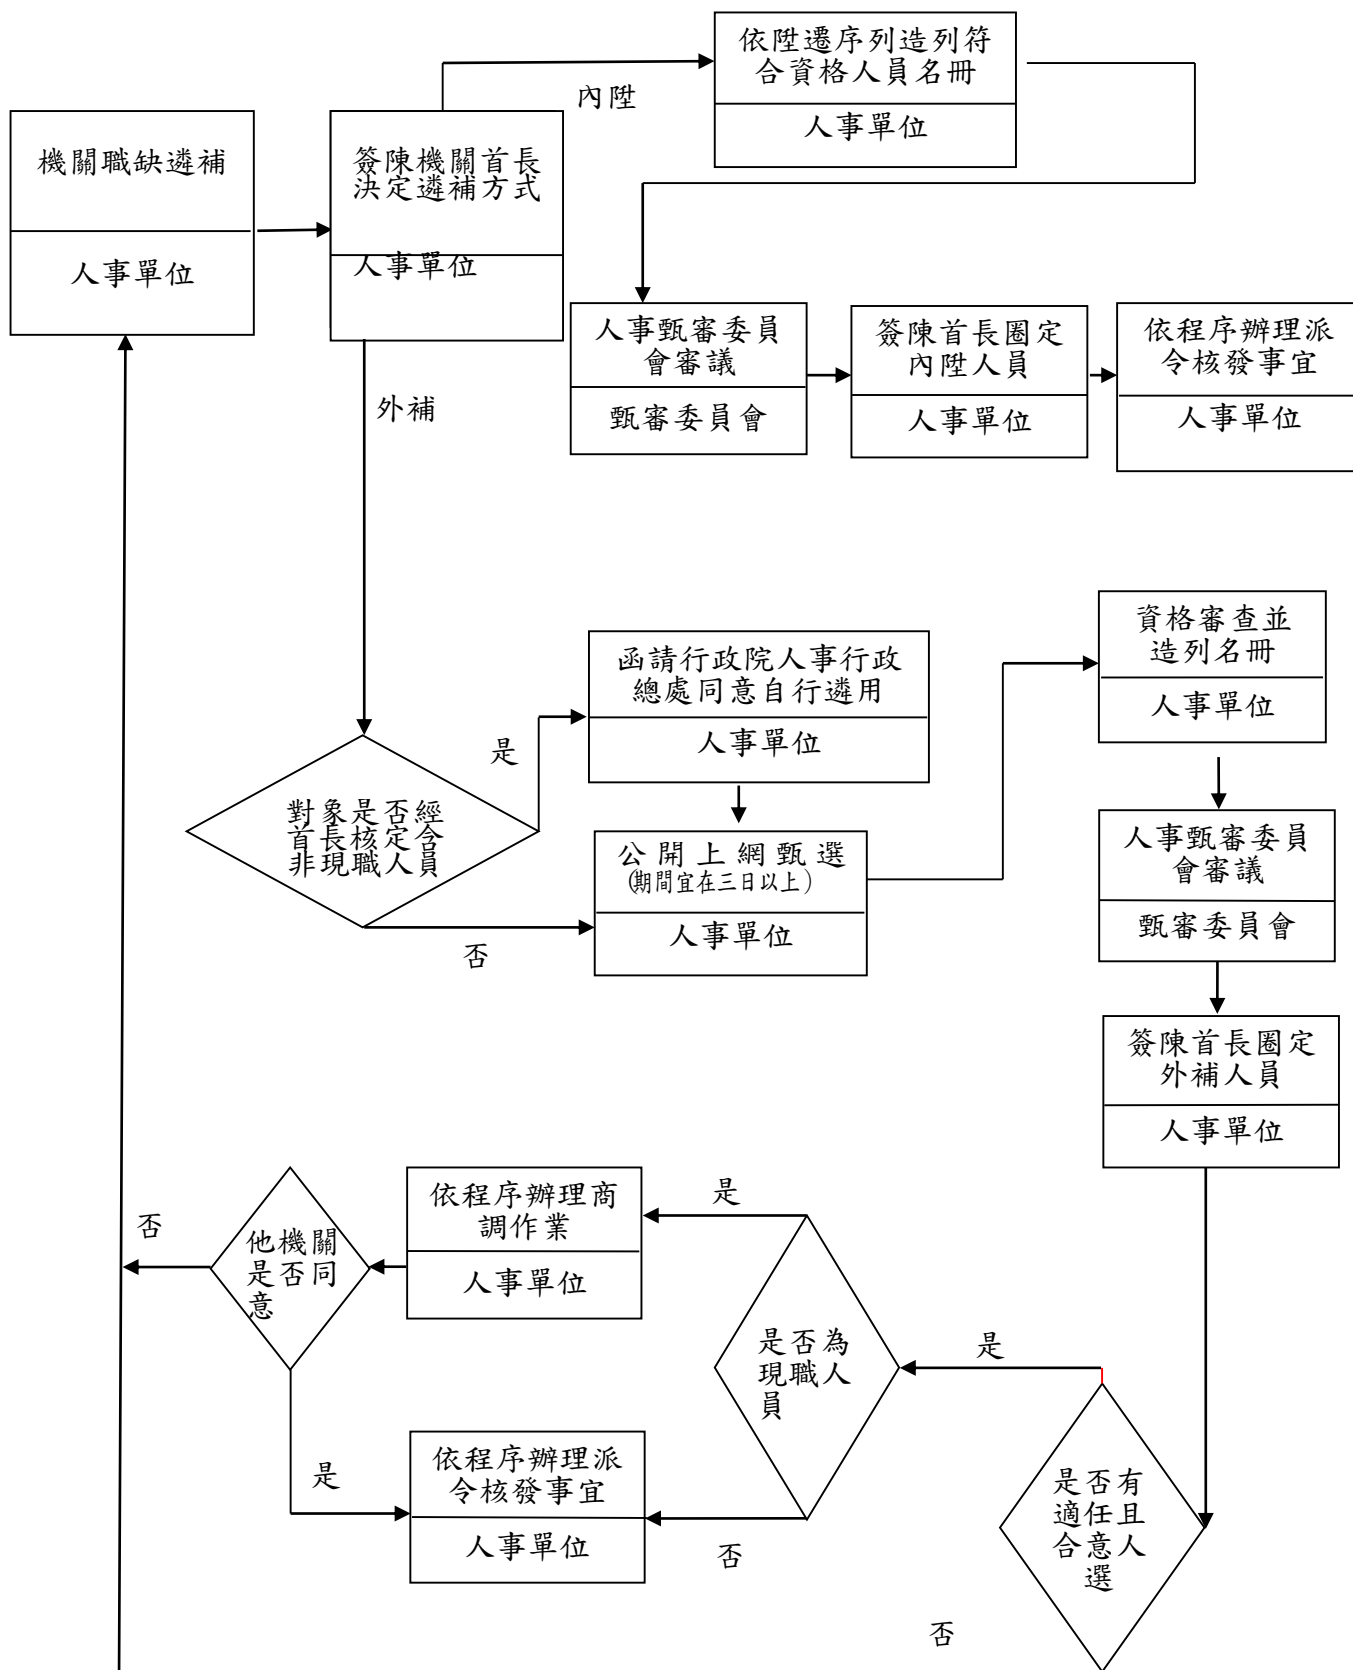 依陞遷序列造列符
合資格人員名冊
人事單位
內陞
機關職缺遴補
人事單位
簽陳機關首長
決定遴補方式
人事單位
人事甄審委員
會審議
甄審委員會
簽陳首長圈定
內陞人員
人事單位
依程序辦理派
令核發事宜
人事單位
外補
函請行政院人事行政
總處同意自行遴用
人事單位
資格審查並
造列名冊
人事單位
是
對象是否經
首長核定含
非現職人員
公開上網甄選
(期間宜在三日以上)
人事單位
否
人事甄審委員
會審議
甄審委員會
簽陳首長圈定
外補人員
人事單位
否
他機關
是否同
意
依程序辦理商
調作業
人事單位
是
是否為
現職人
員
是
是
依程序辦理派
令核發事宜
人事單位
否
是否有
適任且
合意人
選
否